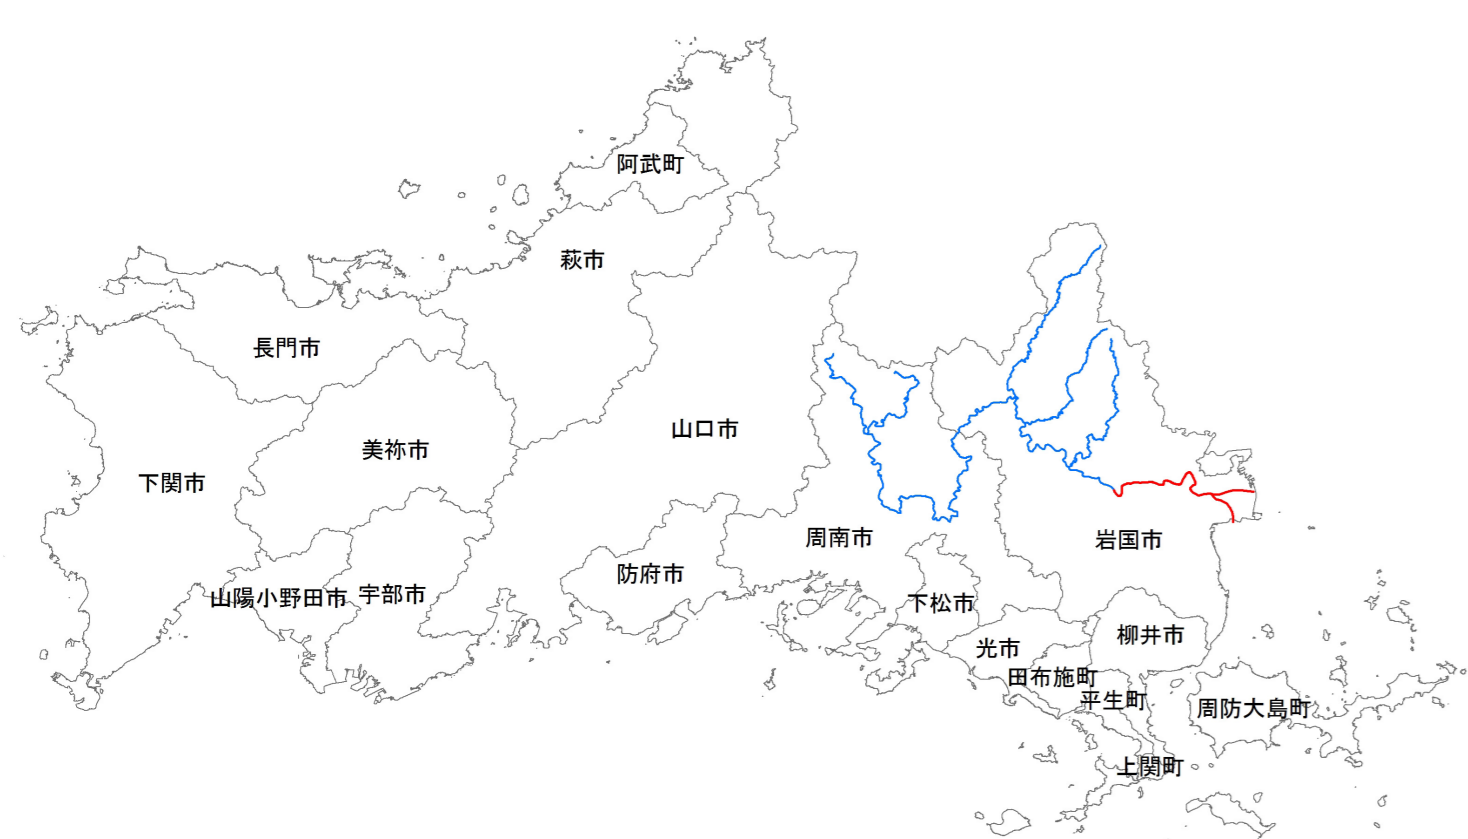 阿武町
萩市
長門市
山口市
美祢市
下関市
周南市
岩国市
防府市
山陽小野田市
宇部市
下松市
柳井市
光市
田布施町
平生町
周防大島町
上関町